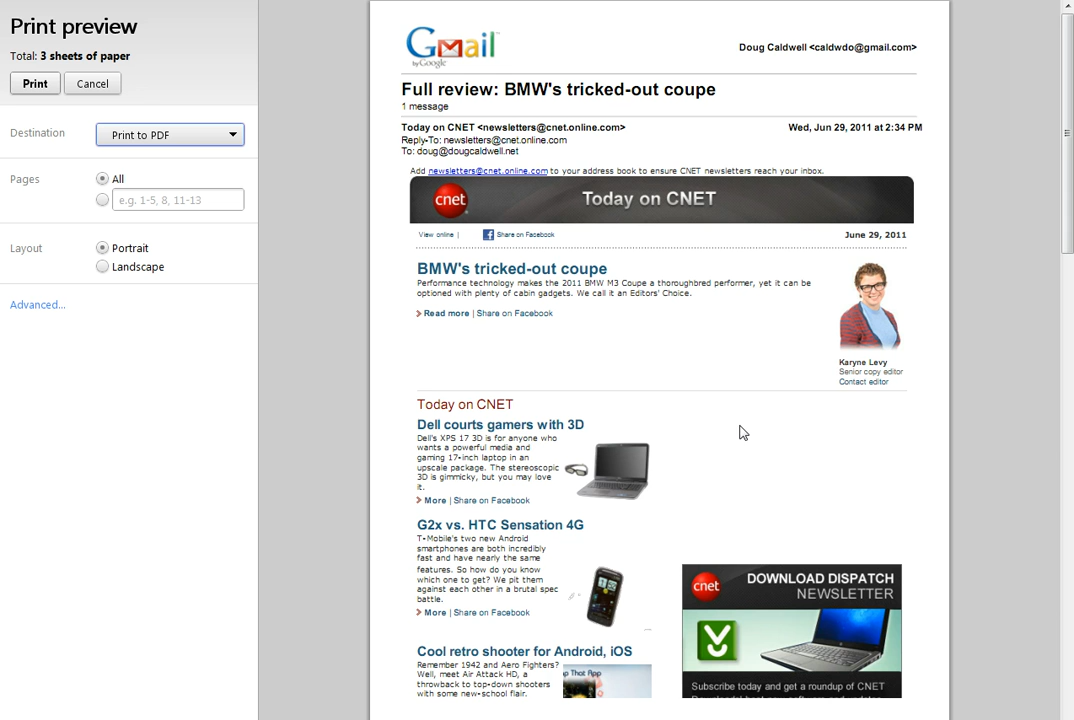 Print preview
Total: 3 sheets of paper
Print Cancel
Destination Print to PDF
Pages All
e.g. 1-5, 8, 11-13
Layout Portrait
Landscape
Advanced...
Gmail
by Google
Doug Caldwell <caldwdo@gmail.com>
Full review: BMW's tricked-out coupe
1 message
Today on CNET <newsletters@cnet.online.com> Wed, Jun 29, 2011 at 2:34 PM
Reply-To: newsletters@cnet.online.com
To: doug@dougcaldwell.net
Add newsletters@cnet.online.com to your address book to ensure CNET newsletters reach your inbox.
cnet Today on CNET
View online | Share on Facebook June 29, 2011
BMW's tricked-out coupe
Performance technology makes the 2011 BMW M3 Coupe a thoroughbred performer, yet it can be
optioned with plenty of cabin gadgets. We call it an Editors' Choice.
Read more | Share on Facebook
Karyne Levy
Senior copy editor
Contact editor
Today on CNET
Dell courts gamers with 3D
Dell's XPS 17 3D is for anyone who
wants a powerful media and
gaming 17-inch laptop in an
upscale package. The stereoscopic
3D is gimmicky, but you may love
it.
More | Share on Facebook
G2x vs. HTC Sensation 4G
T-Mobile's two new Android
smartphones are both incredibly
fast and have nearly the same
features. So how do you know
which one to get? We pit them
against each other in a brutal spec
battle.
More | Share on Facebook
Cool retro shooter for Android, iOS
Remember 1942 and Aero Fighters?
Well, meet Air Attack HD, a
throwback to top-down shooters
with some new-school flair.
p That App
cnet DOWNLOAD DISPATCH
NEWSLETTER
Subscribe today and get a roundup of CNET